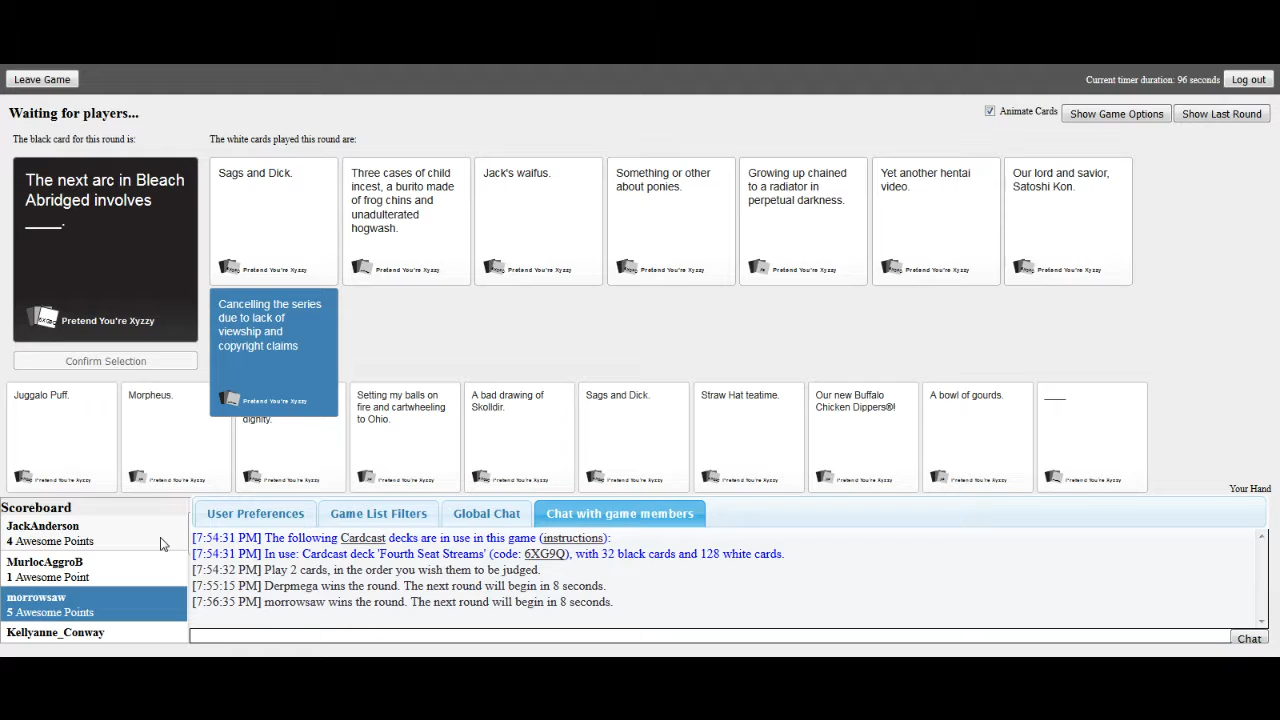 Leave Game
Current timer duration: 96 seconds
Log out
Waiting for players...
Animate Cards
Show Game Options
Show Last Round
The black card for this round is:
The white cards played this round are:
The next arc in Bleach
Abridged involves
____.
Pretend You're Xyzzy
Confirm Selection
Sags and Dick.
Pretend You're Xyzzy
Three cases of child
incest, a burito made
of frog chins and
unadulterated
hogwash.
Pretend You're Xyzzy
Jack's waifus.
Pretend You're Xyzzy
Something or other
about ponies.
Pretend You're Xyzzy
Growing up chained
to a radiator in
perpetual darkness.
Pretend You're Xyzzy
Yet another hentai
video.
Pretend You're Xyzzy
Our lord and savior,
Satoshi Kon.
Pretend You're Xyzzy
Cancelling the series
due to lack of
viewship and
copyright claims
Pretend You're Xyzzy
Juggalo Puff.
Pretend You're Xyzzy
Morpheus.
Pretend You're Xyzzy
dignity.
Pretend You're Xyzzy
Setting my balls on
fire and cartwheeling
to Ohio.
Pretend You're Xyzzy
A bad drawing of
Skolldir.
Pretend You're Xyzzy
Sags and Dick.
Pretend You're Xyzzy
Straw Hat teatime.
Pretend You're Xyzzy
Our new Buffalo
Chicken Dippers®!
Pretend You're Xyzzy
A bowl of gourds.
Pretend You're Xyzzy
____
Pretend You're Xyzzy
Your Hand
Scoreboard
JackAnderson
4 Awesome Points
MurlocAggroB
1 Awesome Point
morrowsaw
5 Awesome Points
Kellyanne_Conway
User Preferences
Game List Filters
Global Chat
Chat with game members
[7:54:31 PM] The following Cardcast decks are in use in this game (instructions):
[7:54:31 PM] In use: Cardcast deck 'Fourth Seat Streams' (code: 6XG9Q), with 32 black cards and 128 white cards.
[7:54:32 PM] Play 2 cards, in the order you wish them to be judged.
[7:55:15 PM] Derpmega wins the round. The next round will begin in 8 seconds.
[7:56:35 PM] morrowsaw wins the round. The next round will begin in 8 seconds.
Chat